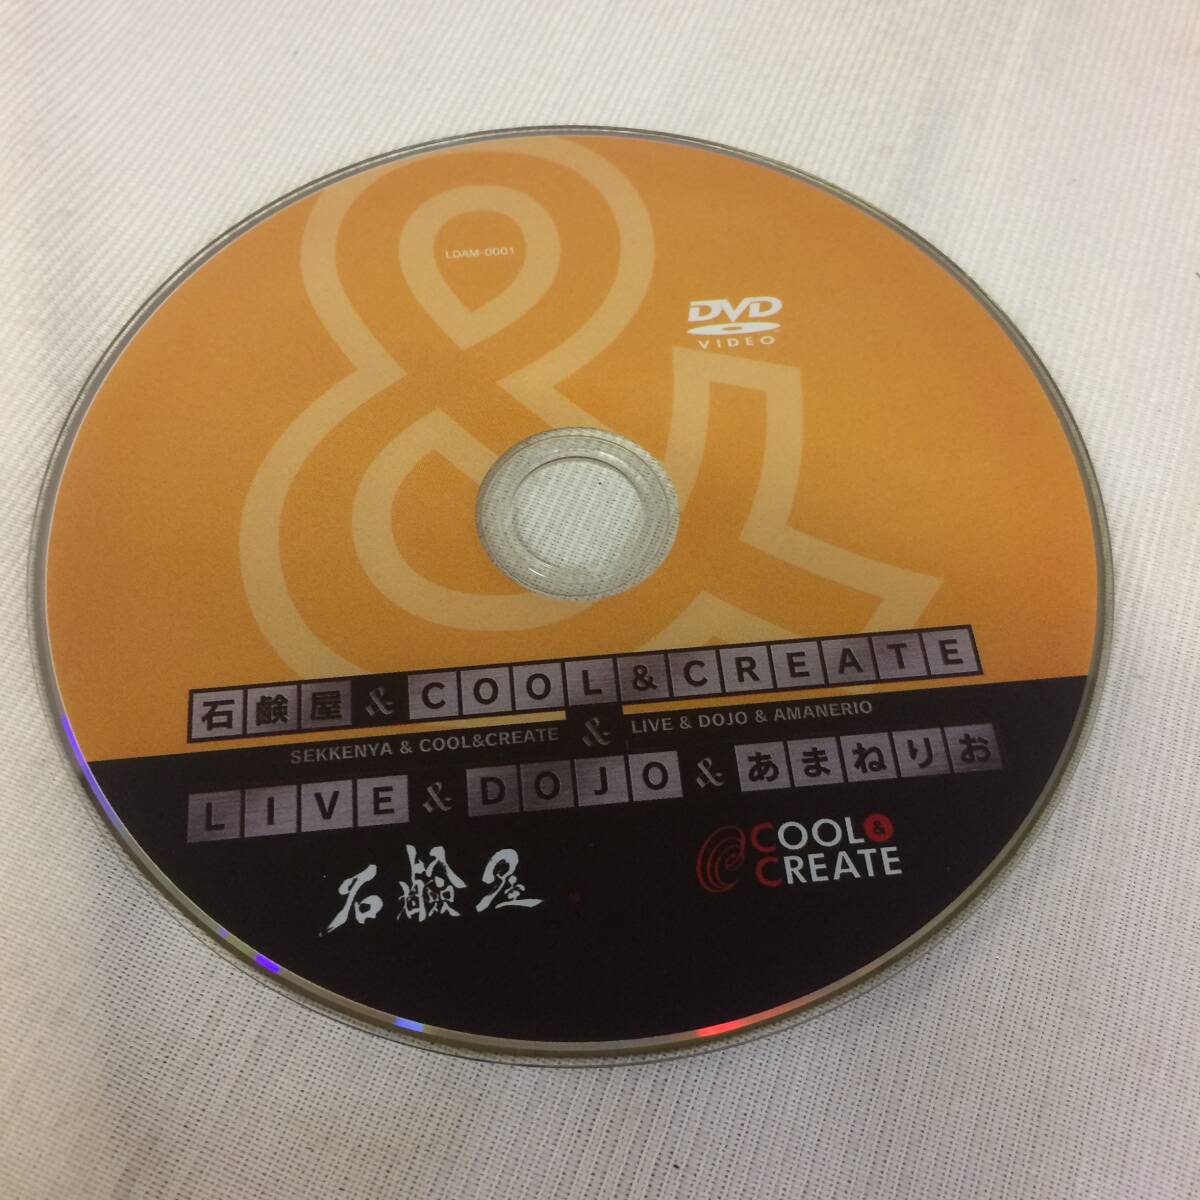 LDAM-0001
DVD
VIDEO
石鹸屋&COOL&CREATE
SEKKENYA & COOL&CREATE & LIVE & DOJO & AMANERIO
LIVE&DOJO&あまねりお
石鹸屋
COOL&
CREATE